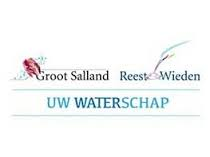 Groot Salland Reest & Wieden
UW WATERSCHAP